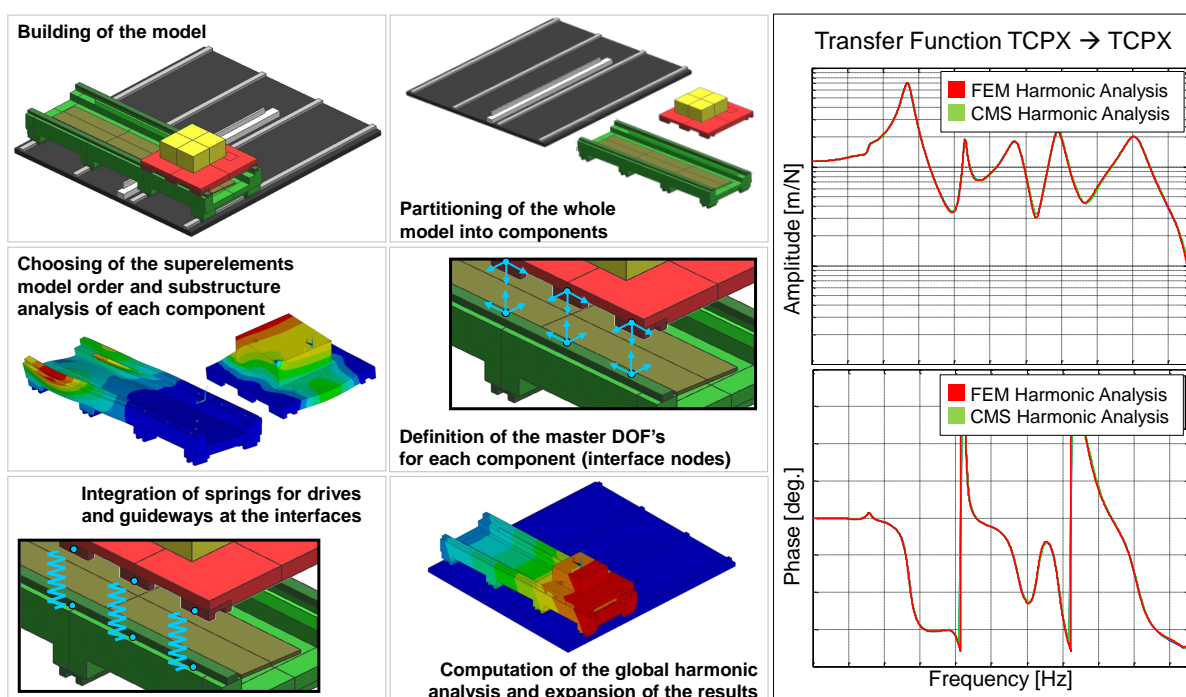 Building of the model
Partitioning of the whole
model into components
Choosing of the superelements
model order and substructure
analysis of each component
Definition of the master DOF's
for each component (interface nodes)
Integration of springs for drives
and guideways at the interfaces
Computation of the global harmonic
analysis and expansion of the results
Transfer Function TCPX → TCPX
FEM Harmonic Analysis
CMS Harmonic Analysis
Amplitude [m/N]
FEM Harmonic Analysis
CMS Harmonic Analysis
Phase [deg.]
Frequency [Hz]